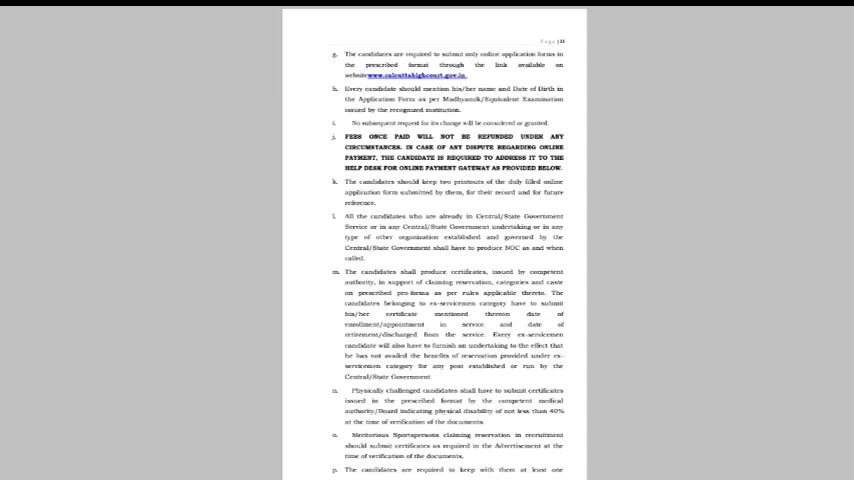 Page | 11
g. The candidates are required to submit only online application forms in
the prescribed format through the link available on
websitewww.calcuttahighcourt.gov.in
h. Every candidate should mention his/her name and Date of Birth in
the Application Form as per Madhyamik/Equivalent Examination
issued by the recognized institution.
i. No subsequent request for its change will be considered or granted.
j. FEES ONCE PAID WILL NOT BE REFUNDED UNDER ANY
CIRCUMSTANCES. IN CASE OF ANY DISPUTE REGARDING ONLINE
PAYMENT, THE CANDIDATE IS REQUIRED TO ADDRESS IT TO THE
HELP DESK FOR ONLINE PAYMENT GATEWAY AS PROVIDED BELOW.
k. The candidates should keep two printouts of the duly filled online
application form submitted by them, for their record and for future
reference.
l. All the candidates who are already in Central/State Government
Service or in any Central/State Government undertaking or in any
type of other organization established and governed by the
Central/State Government shall have to produce NOC as and when
called.
m. The candidates shall produce certificates, issued by competent
authority, in support of claiming reservation, categories and caste
on prescribed pro-forma as per rules applicable thereto. The
candidates belonging to ex-servicemen category have to submit
his/her certificate mentioned thereon date of
enrollment/appointment in service and date of
retirement/discharged from the service. Every ex-servicemen
candidate will also have to furnish an undertaking to the effect that
he has not availed the benefits of reservation provided under ex-
servicemen category for any post established or run by the
Central/State Government.
n. Physically challenged candidates shall have to submit certificates
issued in the prescribed format by the competent medical
authority/Board indicating physical disability of not less than 40%
at the time of verification of the documents.
o. Meritorious Sportspersons claiming reservation in recruitment
should submit certificates as required in the Advertisement at the
time of verification of the documents.
p. The candidates are required to keep with them at least one